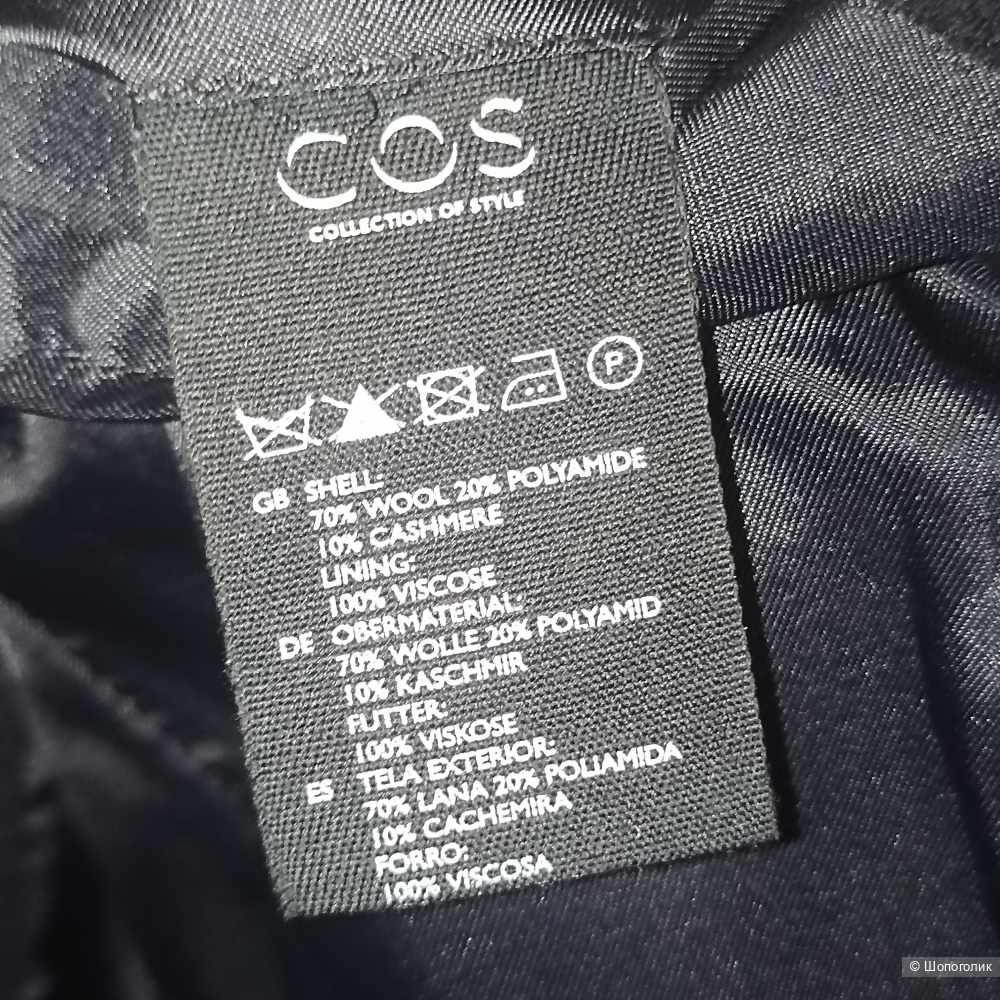 COS
COLLECTION OF STYLE
P
GB SHELL:
70% WOOL 20% POLYAMIDE
10% CASHMERE
LINING:
100% VISCOSE
DE OBERMATERIAL:
70% WOLLE 20% POLYAMID
10% KASCHMIR
FUTTER:
100% VISKOSE
ES TELA EXTERIOR:
70% LANA 20% POLIAMIDA
10% CACHEMIRA
FORRO:
100% VISCOSA
© Шопоголик